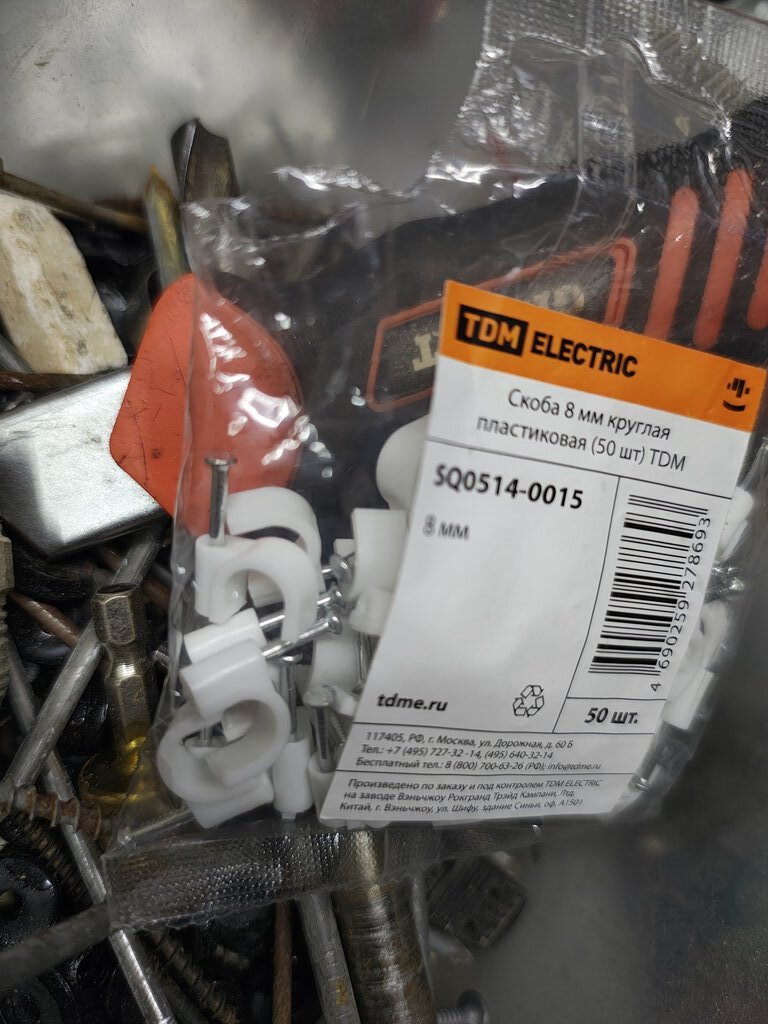 TDM ELECTRIC
Скоба 8 мм круглая
пластиковая (50 шт) TDM
SQ0514-0015
8 мм
4 690259 278693
tdme.ru
50 шт.
117405, РФ, г. Москва, ул. Дорожная, д. 60 Б
Тел.: +7 (495) 727-32-14, (495) 640-32-14
Бесплатный тел.: 8 (800) 700-63-26 (РФ); info@tdme.ru
Произведено по заказу и под контролем TDM ELECTRIC
на заводе Вэньчжоу Рокгранд Трэйд Кампани, Лтд.
Китай, г. Вэньчжоу, ул. Шифу, здание Синьи, оф. А1501